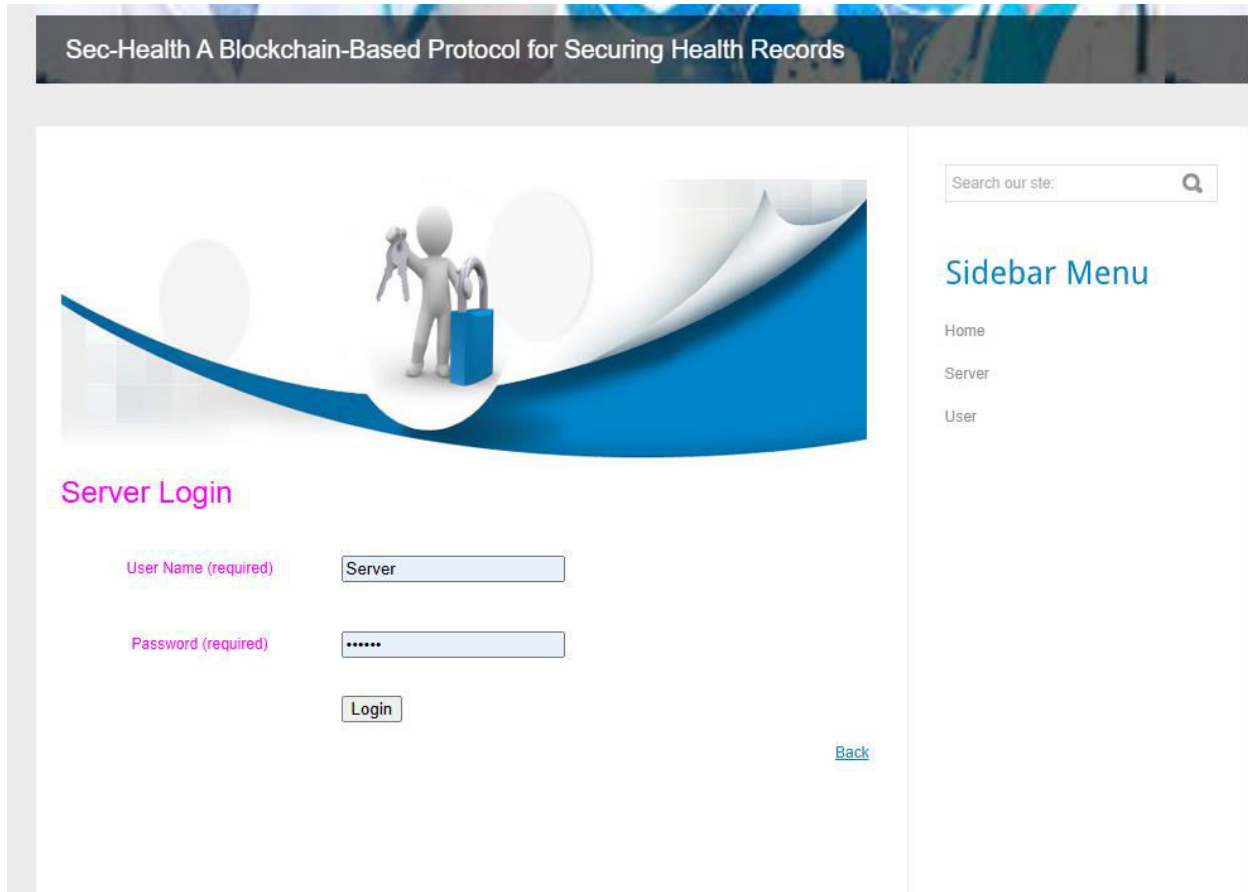 Sec-Health A Blockchain-Based Protocol for Securing Health Records
Search our ste:
Sidebar Menu
Home
Server
User
Server Login
User Name (required) Server
Password (required) ••••••
Login
Back